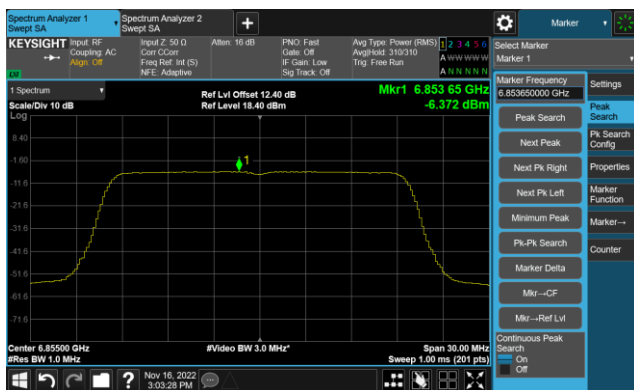 Spectrum Analyzer 1
Swept SA
Spectrum Analyzer 2
Swept SA
+
Marker
KEYSIGHT
Input: RF
Coupling: AC
Align: Off
Input Z: 50 Ω
Corr CCorr
Freq Ref: Int (S)
NFE: Adaptive
Atten: 16 dB
PNO: Fast
Gate: Off
IF Gain: Low
Sig Track: Off
Avg Type: Power (RMS)
Avg|Hold: 310/310
Trig: Free Run
1 2 3 4 5 6
A W W W W W
A N N N N N
Select Marker
Marker 1
LXI
1 Spectrum
Scale/Div 10 dB
Log
Ref Lvl Offset 12.40 dB
Ref Level 18.40 dBm
Mkr1 6.853 65 GHz
-6.372 dBm
8.40
-1.60
-11.6
-21.6
-31.6
-41.6
-51.6
-61.6
-71.6
1
Center 6.85500 GHz
#Res BW 1.0 MHz
#Video BW 3.0 MHz*
Span 30.00 MHz
Sweep 1.00 ms (201 pts)
Marker Frequency
6.853650000 GHz
Peak Search
Next Peak
Next Pk Right
Next Pk Left
Minimum Peak
Pk-Pk Search
Marker Delta
Mkr→CF
Mkr→Ref Lvl
Continuous Peak
Search
On
Off
Settings
Peak
Search
Pk Search
Config
Properties
Marker
Function
Marker→
Counter
?
Nov 16, 2022
3:03:28 PM